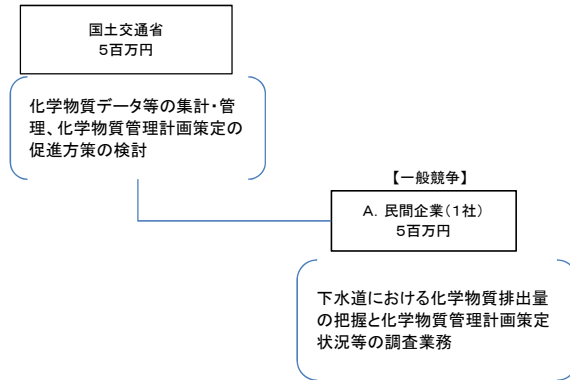 国土交通省
5百万円
化学物質データ等の集計・管
理、化学物質管理計画策定の
促進方策の検討
【一般競争】
A．民間企業(1社)
5百万円
下水道における化学物質排出量
の把握と化学物質管理計画策定
状況等の調査業務